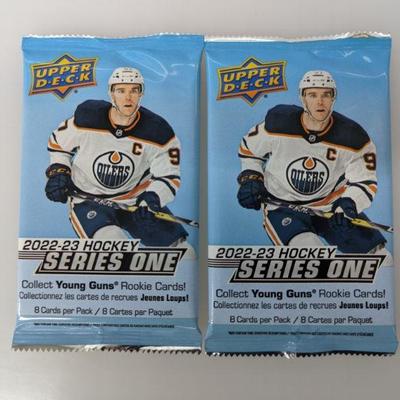 UPPER
D·E·C·K
C
9
OILERS
2022-23 HOCKEY
SERIES ONE
Collect Young Guns® Rookie Cards!
Collectionnez les cartes de recrues Jeunes Loups!
8 Cards per Pack / 8 Cartes par Paquet
UPPER
D·E·C·K
C
9
OILERS
2022-23 HOCKEY
SERIES ONE
Collect Young Guns® Rookie Cards!
Collectionnez les cartes de recrues Jeunes Loups!
8 Cards per Pack / 8 Cartes par Paquet